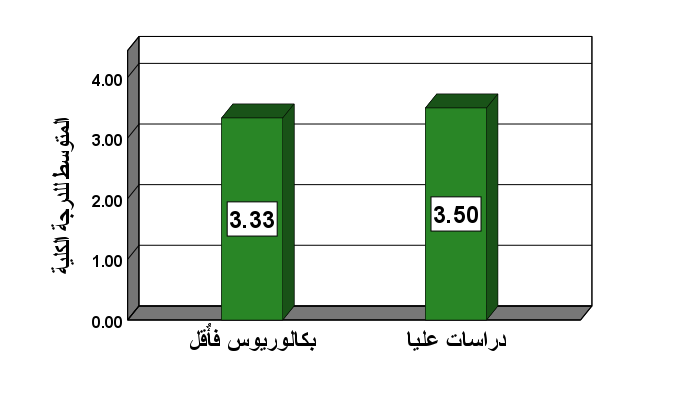 المتوسط للدرجة الكلية
4.00
3.00
2.00
1.00
0.00
3.33
3.50
بكالوريوس فأقل
دراسات عليا